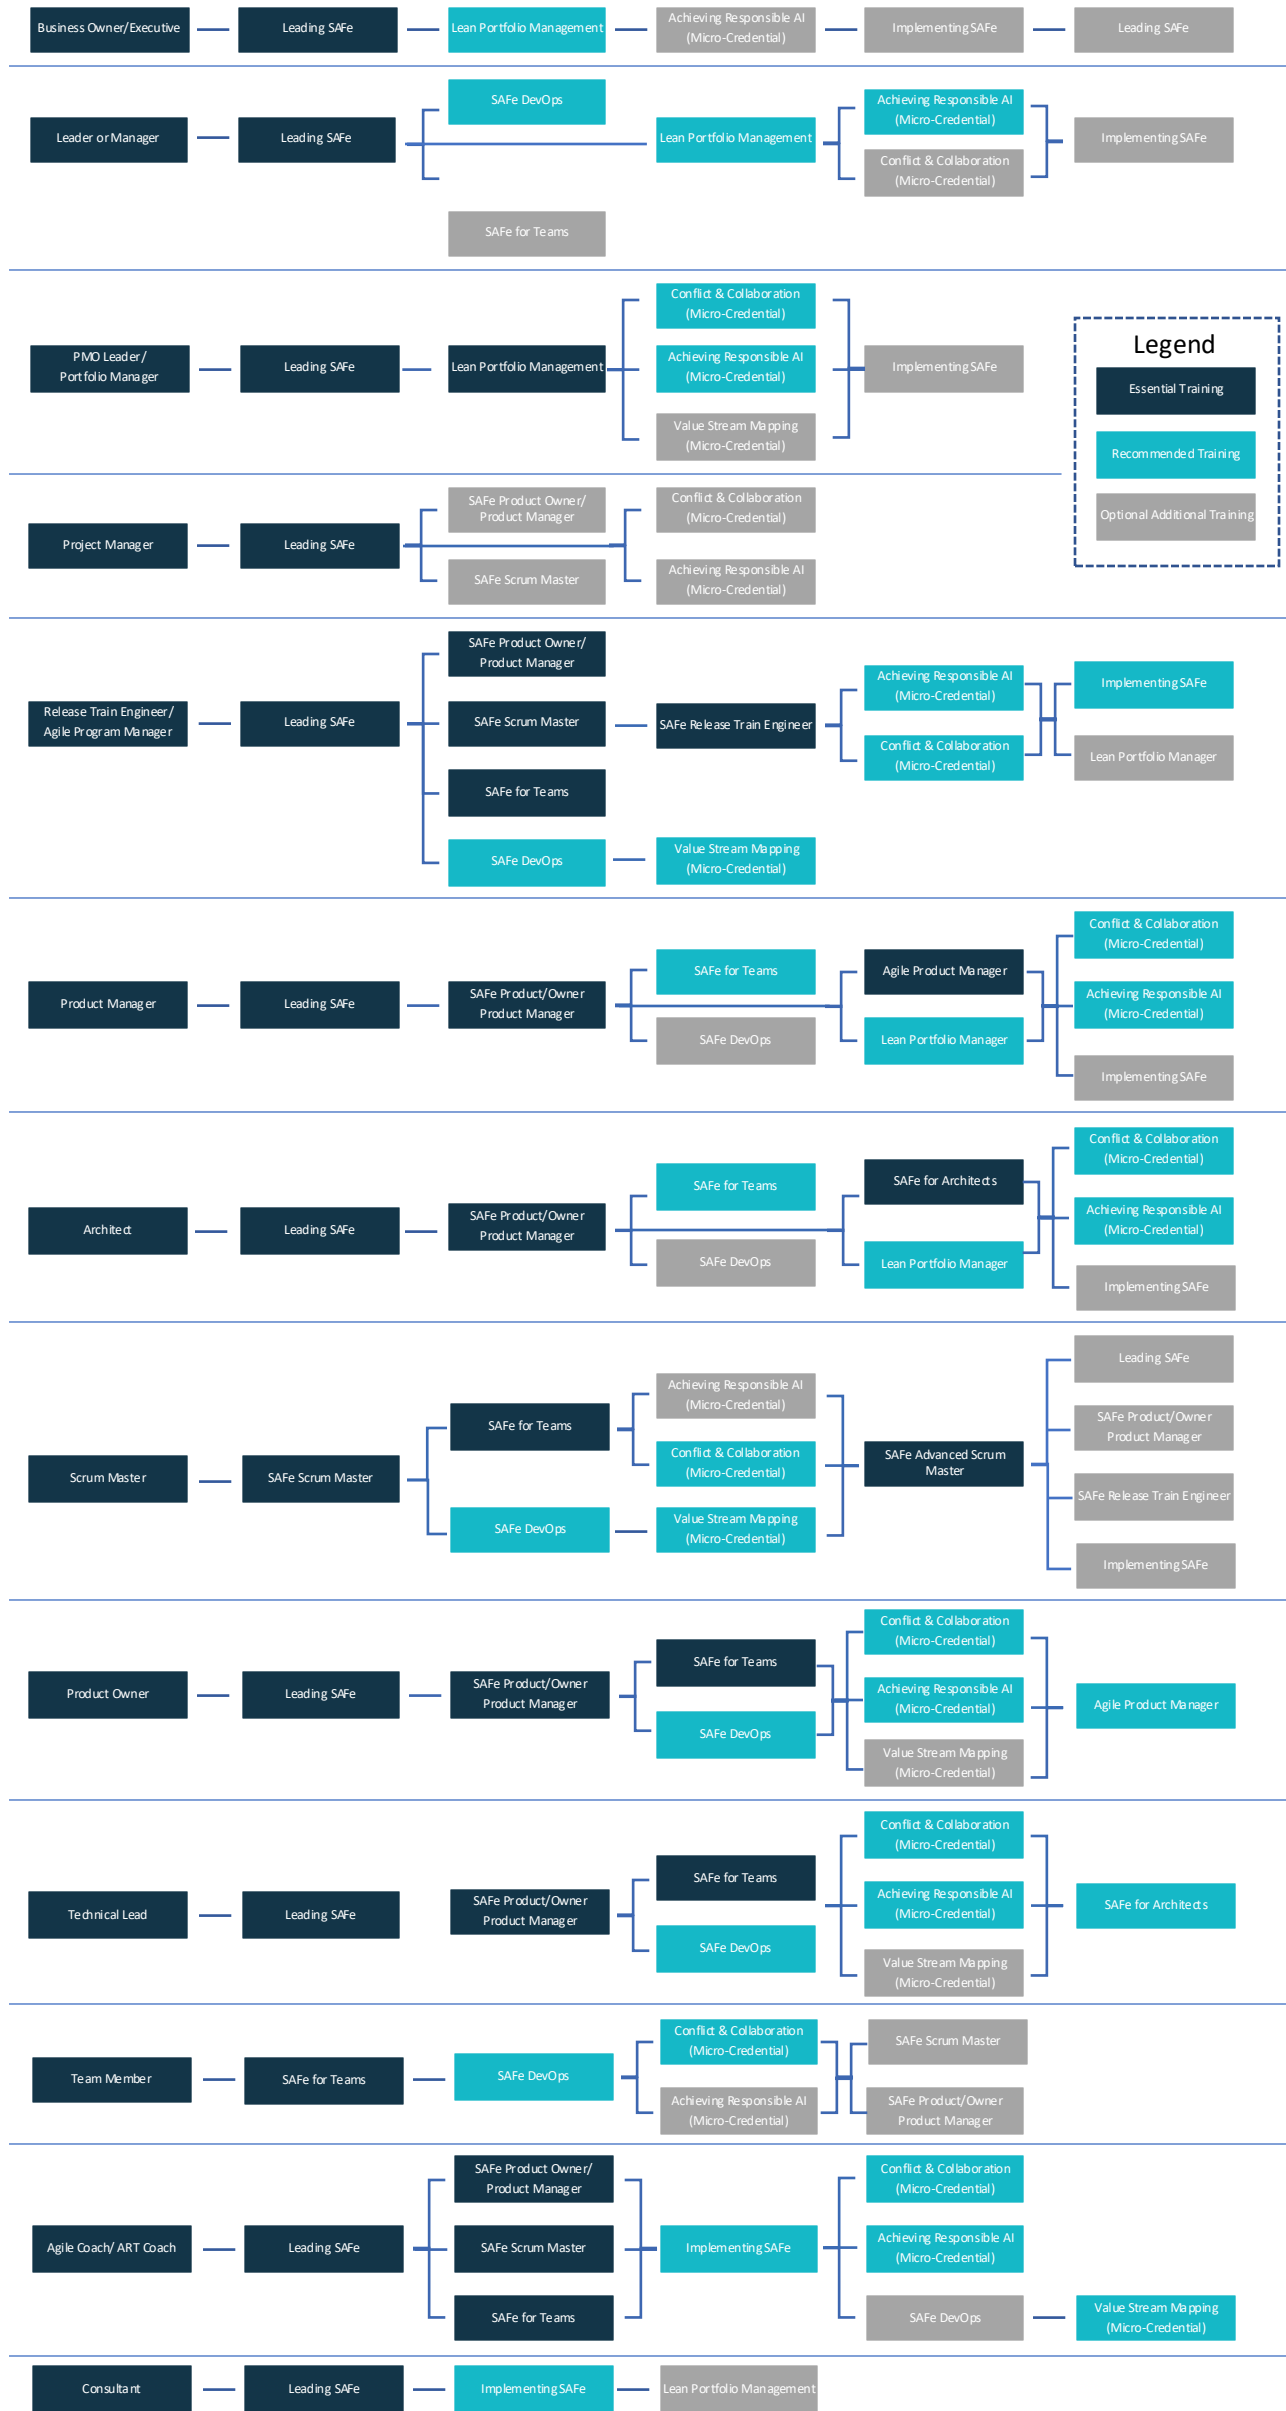 Business Owner/Executive
Leading SAFe
Lean Portfolio Management
Achieving Responsible AI
(Micro-Credential)
Implementing SAFe
Leading SAFe
Leader or Manager
Leading SAFe
SAFe DevOps
SAFe for Teams
Lean Portfolio Management
Achieving Responsible AI
(Micro-Credential)
Conflict & Collaboration
(Micro-Credential)
Implementing SAFe
PMO Leader/
Portfolio Manager
Leading SAFe
Lean Portfolio Management
Conflict & Collaboration
(Micro-Credential)
Achieving Responsible AI
(Micro-Credential)
Value Stream Mapping
(Micro-Credential)
Implementing SAFe
Legend
Essential Training
Recommended Training
Optional Additional Training
Project Manager
Leading SAFe
SAFe Product Owner/
Product Manager
SAFe Scrum Master
Conflict & Collaboration
(Micro-Credential)
Achieving Responsible AI
(Micro-Credential)
Release Train Engineer/
Agile Program Manager
Leading SAFe
SAFe Product Owner/
Product Manager
SAFe Scrum Master
SAFe for Teams
SAFe DevOps
SAFe Release Train Engineer
Value Stream Mapping
(Micro-Credential)
Achieving Responsible AI
(Micro-Credential)
Conflict & Collaboration
(Micro-Credential)
Implementing SAFe
Lean Portfolio Manager
Product Manager
Leading SAFe
SAFe Product/Owner
Product Manager
SAFe for Teams
SAFe DevOps
Agile Product Manager
Lean Portfolio Manager
Conflict & Collaboration
(Micro-Credential)
Achieving Responsible AI
(Micro-Credential)
Implementing SAFe
Architect
Leading SAFe
SAFe Product/Owner
Product Manager
SAFe for Teams
SAFe DevOps
SAFe for Architects
Lean Portfolio Manager
Conflict & Collaboration
(Micro-Credential)
Achieving Responsible AI
(Micro-Credential)
Implementing SAFe
Scrum Master
SAFe Scrum Master
SAFe for Teams
SAFe DevOps
Achieving Responsible AI
(Micro-Credential)
Conflict & Collaboration
(Micro-Credential)
Value Stream Mapping
(Micro-Credential)
SAFe Advanced Scrum
Master
Leading SAFe
SAFe Product/Owner
Product Manager
SAFe Release Train Engineer
Implementing SAFe
Product Owner
Leading SAFe
SAFe Product/Owner
Product Manager
SAFe for Teams
SAFe DevOps
Conflict & Collaboration
(Micro-Credential)
Achieving Responsible AI
(Micro-Credential)
Value Stream Mapping
(Micro-Credential)
Agile Product Manager
Technical Lead
Leading SAFe
SAFe Product/Owner
Product Manager
SAFe for Teams
SAFe DevOps
Conflict & Collaboration
(Micro-Credential)
Achieving Responsible AI
(Micro-Credential)
Value Stream Mapping
(Micro-Credential)
SAFe for Architects
Team Member
SAFe for Teams
SAFe DevOps
Conflict & Collaboration
(Micro-Credential)
Achieving Responsible AI
(Micro-Credential)
SAFe Scrum Master
SAFe Product/Owner
Product Manager
Agile Coach/ ART Coach
Leading SAFe
SAFe Product Owner/
Product Manager
SAFe Scrum Master
SAFe for Teams
Implementing SAFe
Conflict & Collaboration
(Micro-Credential)
Achieving Responsible AI
(Micro-Credential)
SAFe DevOps
Value Stream Mapping
(Micro-Credential)
Consultant
Leading SAFe
Implementing SAFe
Lean Portfolio Management